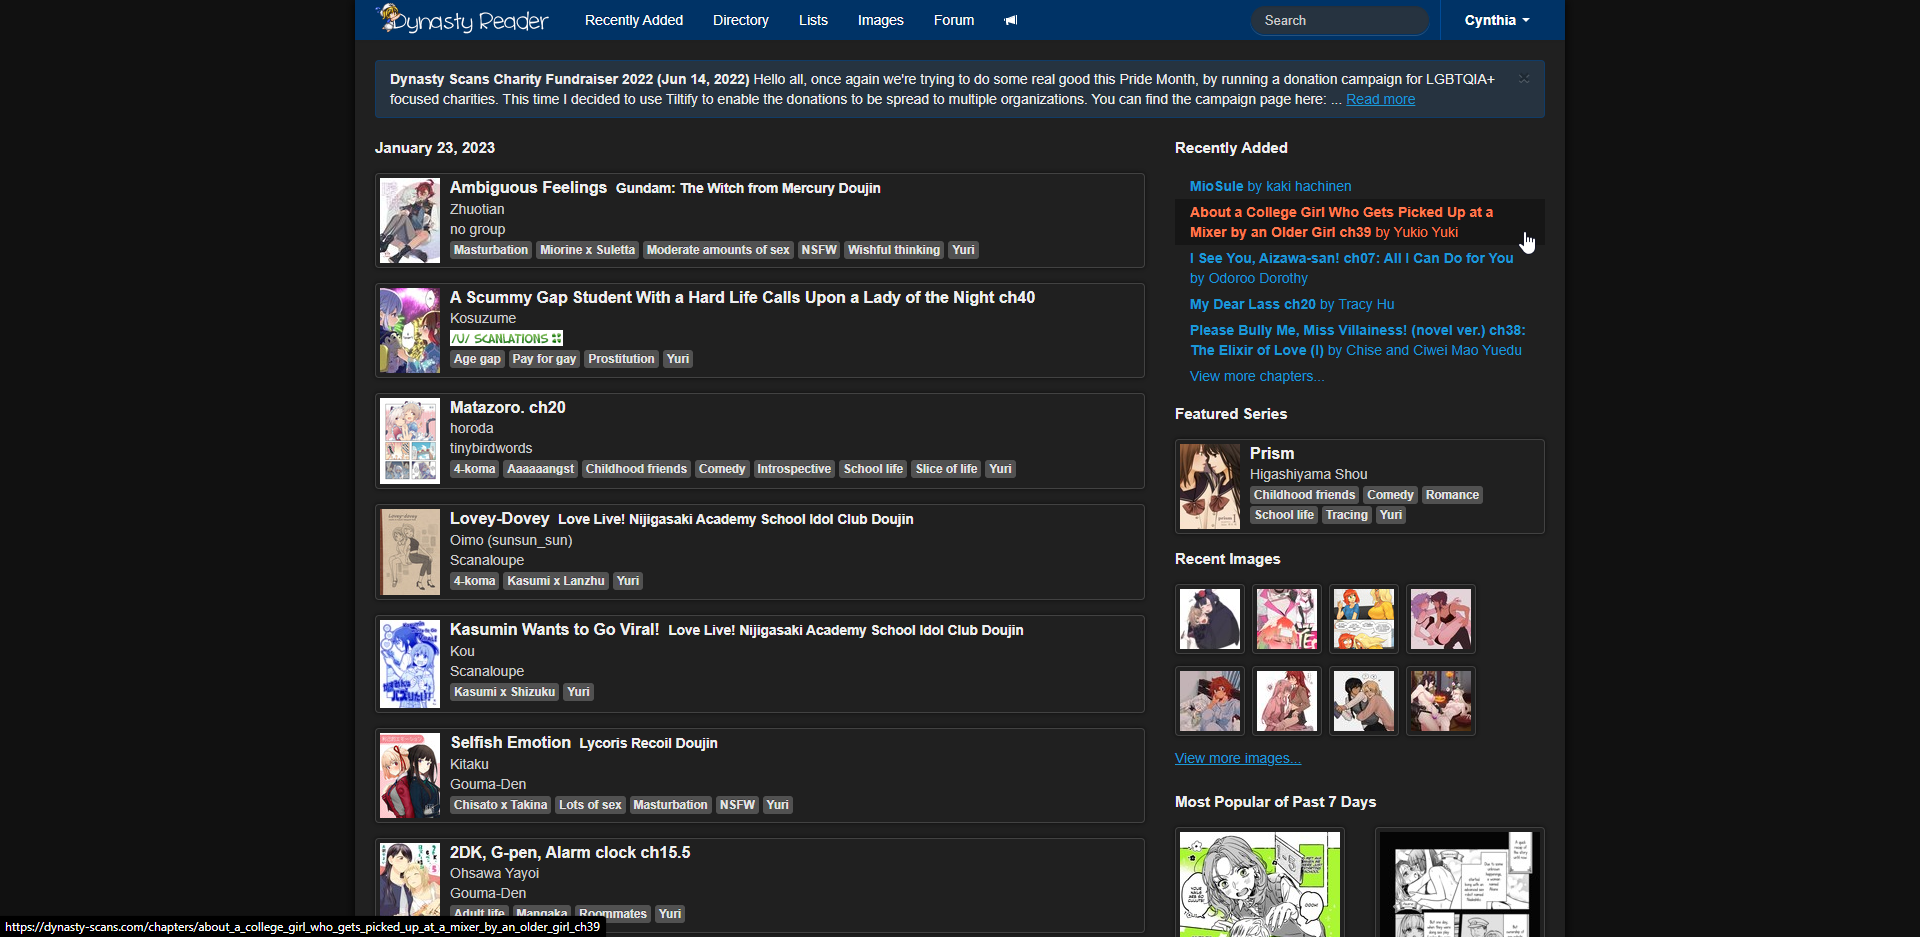 Dynasty Reader
Recently Added
Directory
Lists
Images
Forum
Search
Cynthia
Dynasty Scans Charity Fundraiser 2022 (Jun 14, 2022) Hello all, once again we're trying to do some real good this Pride Month, by running a donation campaign for LGBTQIA+
focused charities. This time I decided to use Tiltify to enable the donations to be spread to multiple organizations. You can find the campaign page here: ... Read more
January 23, 2023
Ambiguous Feelings Gundam: The Witch from Mercury Doujin
Zhuotian
no group
Masturbation Miorine x Suletta Moderate amounts of sex NSFW Wishful thinking Yuri
A Scummy Gap Student With a Hard Life Calls Upon a Lady of the Night ch40
Kosuzume
/U/ SCANLATIONS
Age gap Pay for gay Prostitution Yuri
Matazoro. ch20
horoda
tinybirdwords
4-koma Aaaaaangst Childhood friends Comedy Introspective School life Slice of life Yuri
Lovey-Dovey Love Live! Nijigasaki Academy School Idol Club Doujin
Oimo (sunsun_sun)
Scanaloupe
4-koma Kasumi x Lanzhu Yuri
Kasumin Wants to Go Viral! Love Live! Nijigasaki Academy School Idol Club Doujin
Kou
Scanaloupe
Kasumi x Shizuku Yuri
Selfish Emotion Lycoris Recoil Doujin
Kitaku
Gouma-Den
Chisato x Takina Lots of sex Masturbation NSFW Yuri
2DK, G-pen, Alarm clock ch15.5
Ohsawa Yayoi
Gouma-Den
Adult life Mangaka Roommates Yuri
https://dynasty-scans.com/chapters/about_a_college_girl_who_gets_picked_up_at_a_mixer_by_an_older_girl_ch39
Recently Added
MioSule by kaki hachinen
About a College Girl Who Gets Picked Up at a
Mixer by an Older Girl ch39 by Yukio Yuki
I See You, Aizawa-san! ch07: All I Can Do for You
by Odoroo Dorothy
My Dear Lass ch20 by Tracy Hu
Please Bully Me, Miss Villainess! (novel ver.) ch38:
The Elixir of Love (I) by Chise and Ciwei Mao Yuedu
View more chapters...
Featured Series
Prism
Higashiyama Shou
Childhood friends Comedy Romance
School life Tracing Yuri
Recent Images
View more images...
Most Popular of Past 7 Days